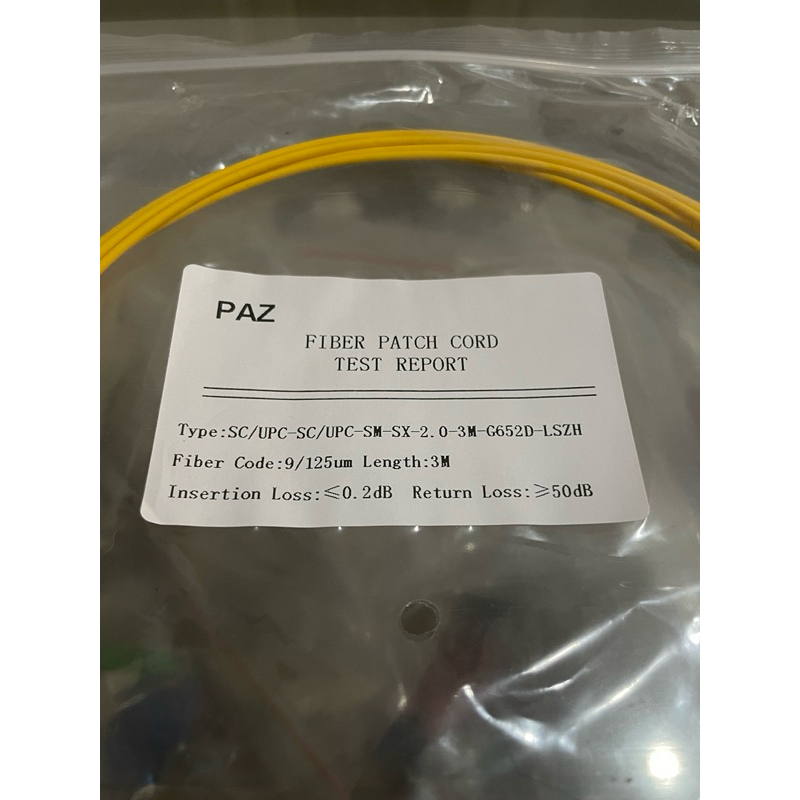 PAZ
FIBER PATCH CORD
TEST REPORT
Type:SC/UPC-SC/UPC-SM-SX-2.0-3M-G652D-LSZH
Fiber Code:9/125um Length:3M
Insertion Loss:≤0.2dB Return Loss:≥50dB